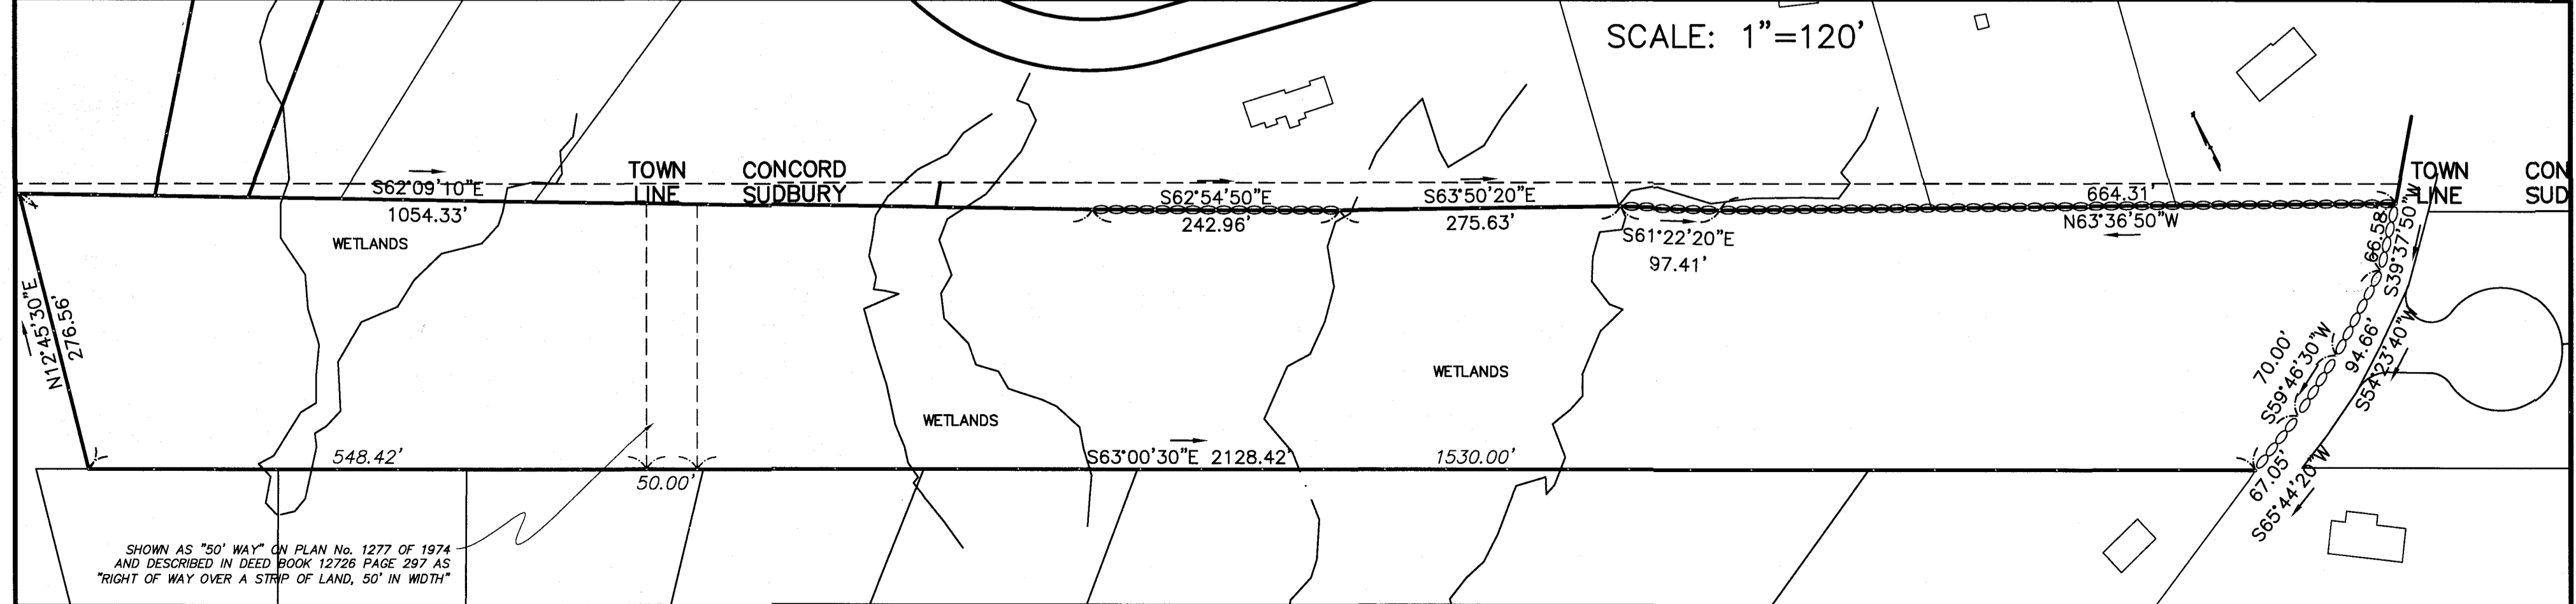 SCALE: 1"=120'
TOWN LINE
CONCORD
SUDBURY
TOWN LINE
CON
SUD
S62°09'10"E
1054.33'
S62°54'50"E
242.96'
S63°50'20"E
275.63'
S61°22'20"E
97.41'
664.31'
N63°36'50"W
66.58'
S39°37'50"W
94.66'
S54°23'40"W
70.00'
S59°46'30"W
67.05'
S65°44'20"W
N12°45'30"E
276.56'
WETLANDS
WETLANDS
WETLANDS
548.42'
50.00'
S63°00'30"E 2128.42'
1530.00'
SHOWN AS "50' WAY" ON PLAN No. 1277 OF 1974
AND DESCRIBED IN DEED BOOK 12726 PAGE 297 AS
"RIGHT OF WAY OVER A STRIP OF LAND, 50' IN WIDTH"